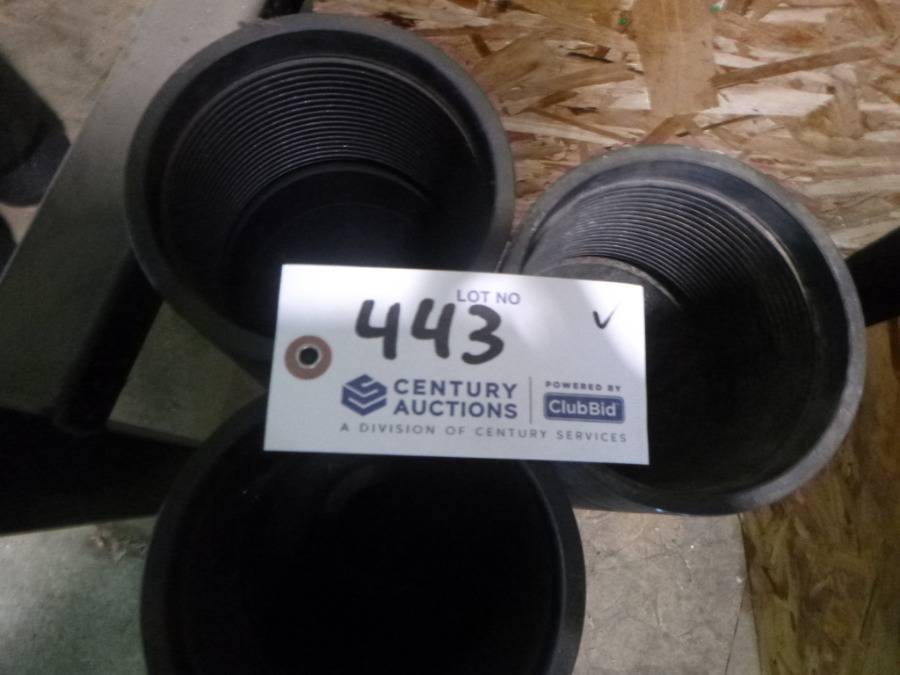 LOT NO
443 ✓
CENTURY
AUCTIONS
POWERED BY
ClubBid
A DIVISION OF CENTURY SERVICES